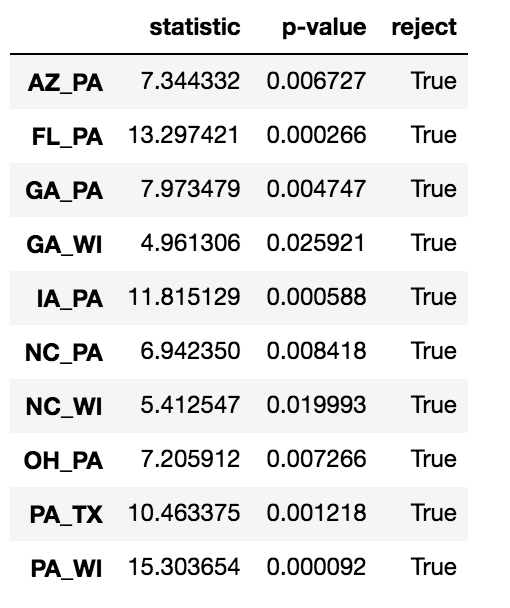 statistic p-value reject
AZ_PA 7.344332 0.006727 True
FL_PA 13.297421 0.000266 True
GA_PA 7.973479 0.004747 True
GA_WI 4.961306 0.025921 True
IA_PA 11.815129 0.000588 True
NC_PA 6.942350 0.008418 True
NC_WI 5.412547 0.019993 True
OH_PA 7.205912 0.007266 True
PA_TX 10.463375 0.001218 True
PA_WI 15.303654 0.000092 True